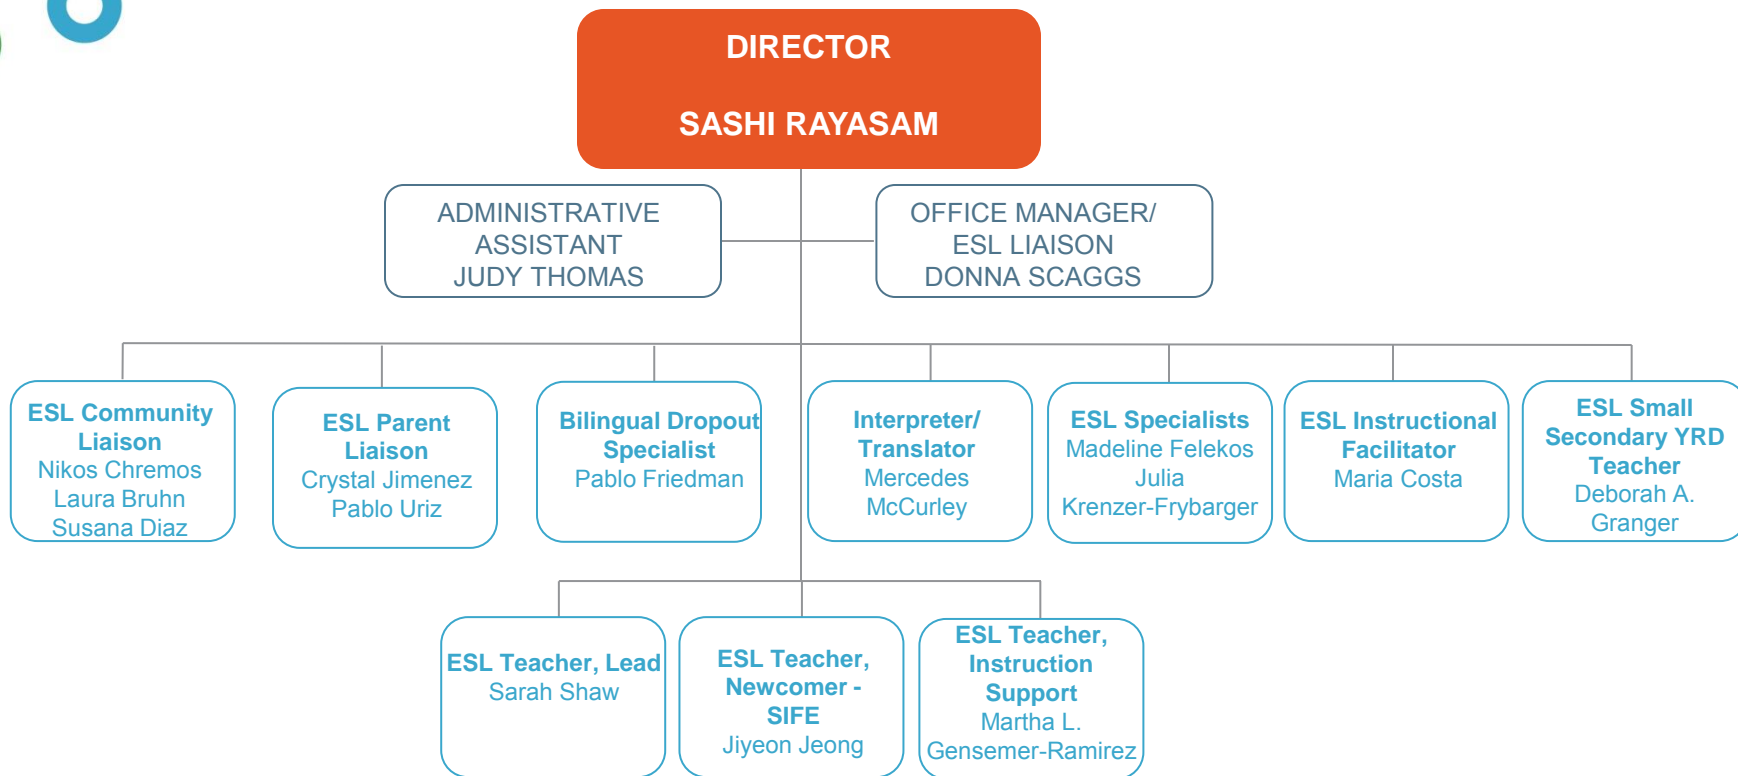 DIRECTOR
SASHI RAYASAM
ADMINISTRATIVE
ASSISTANT
JUDY THOMAS
OFFICE MANAGER/
ESL LIAISON
DONNA SCAGGS
ESL Community
Liaison
Nikos Chremos
Laura Bruhn
Susana Diaz
ESL Parent
Liaison
Crystal Jimenez
Pablo Uriz
Bilingual Dropout
Specialist
Pablo Friedman
Interpreter/
Translator
Mercedes
McCurley
ESL Specialists
Madeline Felekos
Julia
Krenzer-Frybarger
ESL Instructional
Facilitator
Maria Costa
ESL Small
Secondary YRD
Teacher
Deborah A.
Granger
ESL Teacher, Lead
Sarah Shaw
ESL Teacher,
Newcomer -
SIFE
Jiyeon Jeong
ESL Teacher,
Instruction
Support
Martha L.
Gensemer-Ramirez